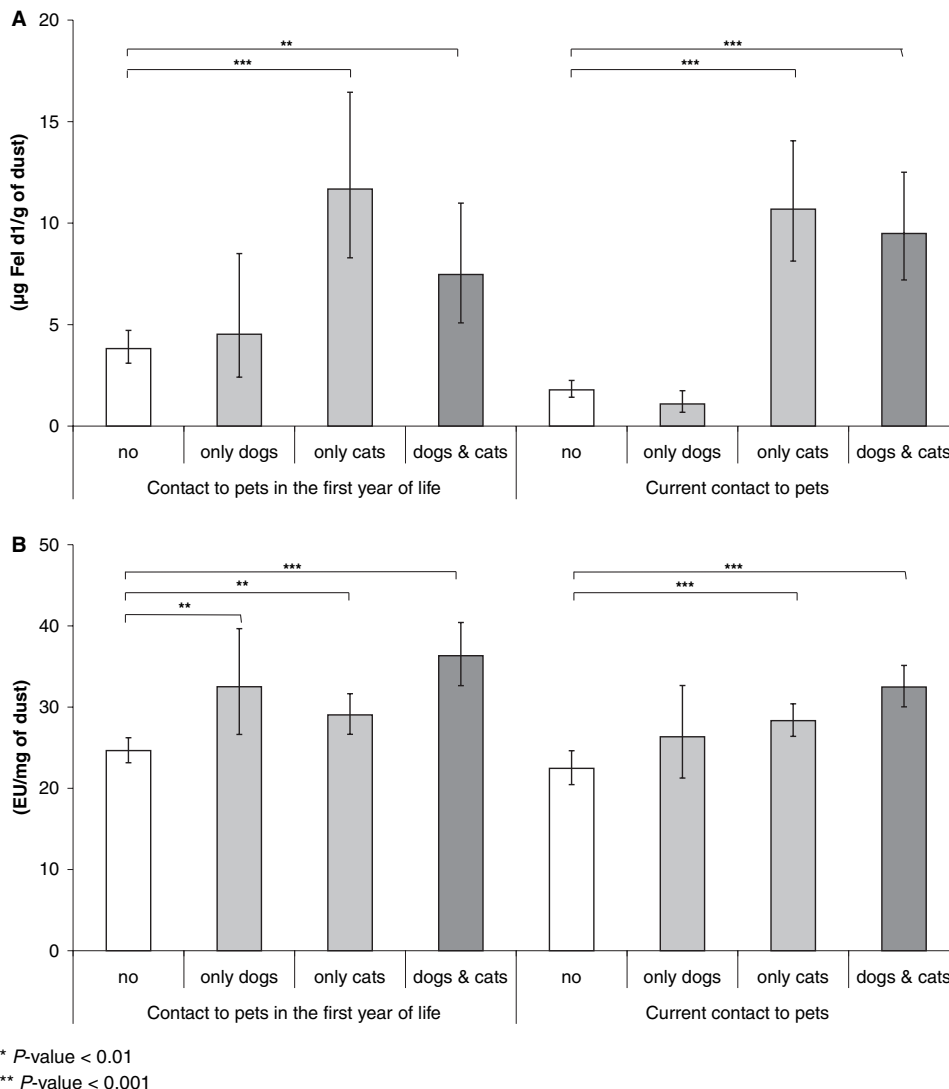 A
20
** ***
*** ***
15
10
5
0
(µg Fel d1/g of dust)
no only dogs only cats dogs & cats no only dogs only cats dogs & cats
Contact to pets in the first year of life Current contact to pets
B
50
*** ***
** ***
**
40
30
20
10
0
(EU/mg of dust)
no only dogs only cats dogs & cats no only dogs only cats dogs & cats
Contact to pets in the first year of life Current contact to pets
* P-value < 0.01
** P-value < 0.001